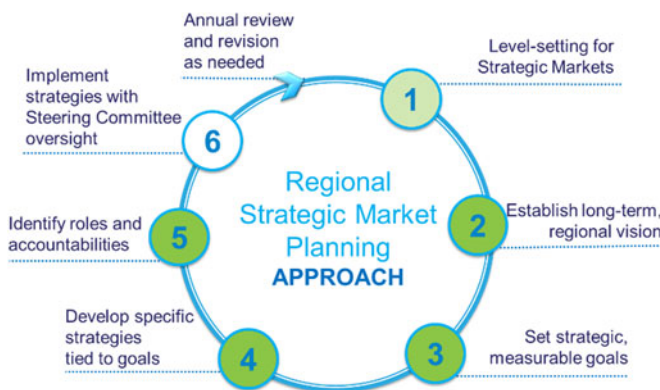 Annual review
and revision
as needed
1
Level-setting for
Strategic Markets
2
Establish long-term,
regional vision
3
Set strategic,
measurable goals
4
Develop specific
strategies
tied to goals
5
Identify roles and
accountabilities
6
Implement
strategies with
Steering Committee
oversight
Regional
Strategic Market
Planning
APPROACH